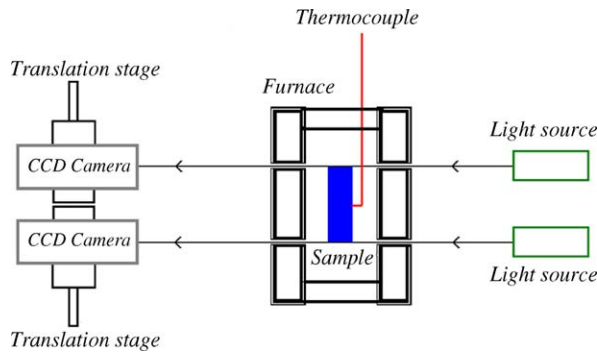 Thermocouple
Translation stage
Furnace
Light source
CCD Camera
CCD Camera
Sample
Light source
Translation stage